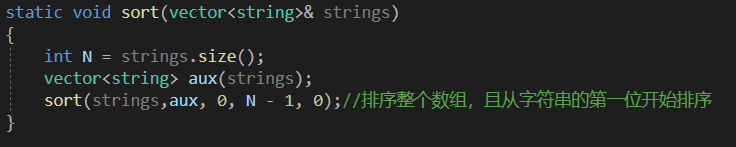 static void sort(vector<string>& strings)
{
int N = strings.size();
vector<string> aux(strings);
sort(strings,aux, 0, N - 1, 0);//排序整个数组，且从字符串的第一位开始排序
}